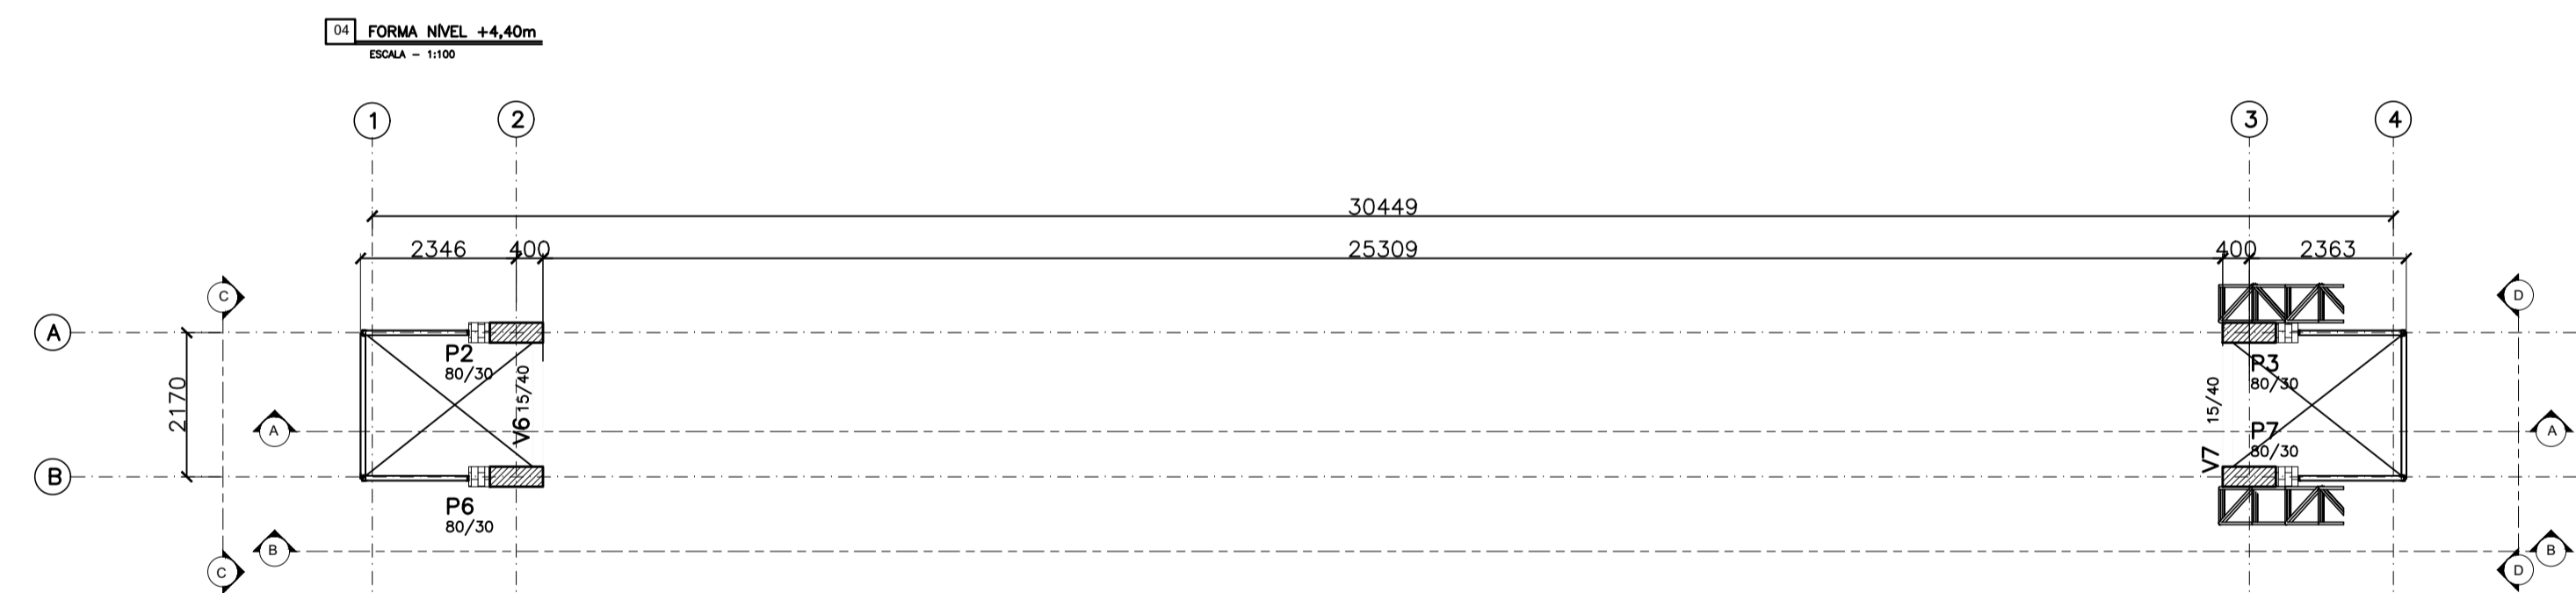 04 FORMA NÍVEL +4,40m
ESCALA - 1:100
1 2 3 4
30449
2346 400 25309 400 2363
C D
A
P2
80/30
P3
80/30
2170
V6 15/40
15/40
V7
A A
P7
80/30
B
P6
80/30
B B
C D